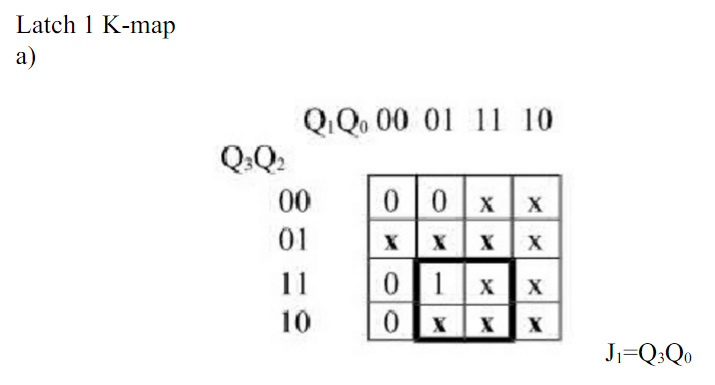 Latch 1 K-map
a)
Q₁Q₀ 00 01 11 10
Q₃Q₂
00 0 0 x x
01 x x x x
11 0 1 x x
10 0 x x x
J₁=Q₃Q₀